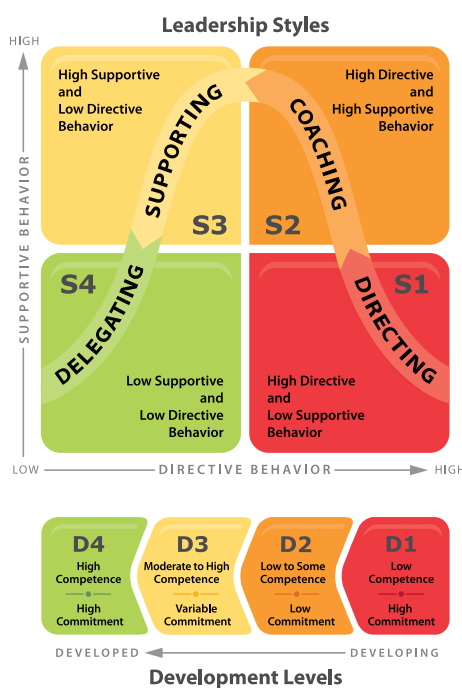 Leadership Styles
HIGH
SUPPORTIVE BEHAVIOR
High Supportive
and
Low Directive
Behavior
SUPPORTING
S3
High Directive
and
High Supportive
Behavior
COACHING
S2
S4
DELEGATING
Low Supportive
and
Low Directive
Behavior
S1
DIRECTING
High Directive
and
Low Supportive
Behavior
LOW
DIRECTIVE BEHAVIOR
HIGH
D4
High
Competence
High
Commitment
D3
Moderate to High
Competence
Variable
Commitment
D2
Low to Some
Competence
Low
Commitment
D1
Low
Competence
High
Commitment
DEVELOPED
DEVELOPING
Development Levels